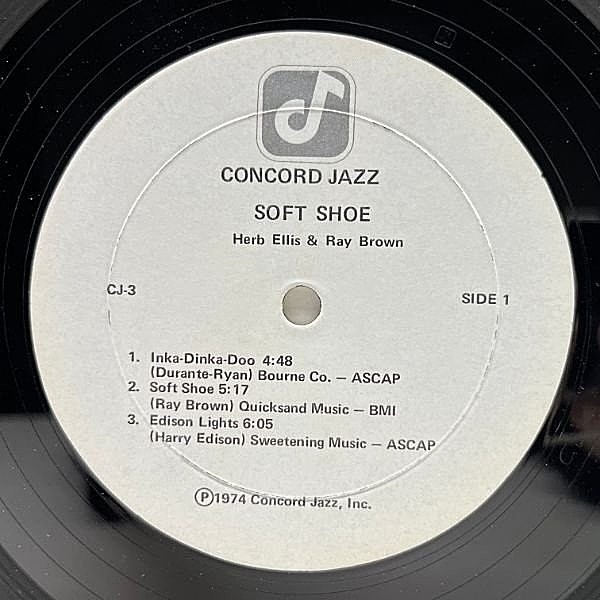 CONCORD JAZZ
SOFT SHOE
Herb Ellis & Ray Brown
CJ-3
SIDE 1
1. Inka-Dinka-Doo 4:48
(Durante-Ryan) Bourne Co. – ASCAP
2. Soft Shoe 5:17
(Ray Brown) Quicksand Music – BMI
3. Edison Lights 6:05
(Harry Edison) Sweetening Music – ASCAP
Ⓟ1974 Concord Jazz, Inc.